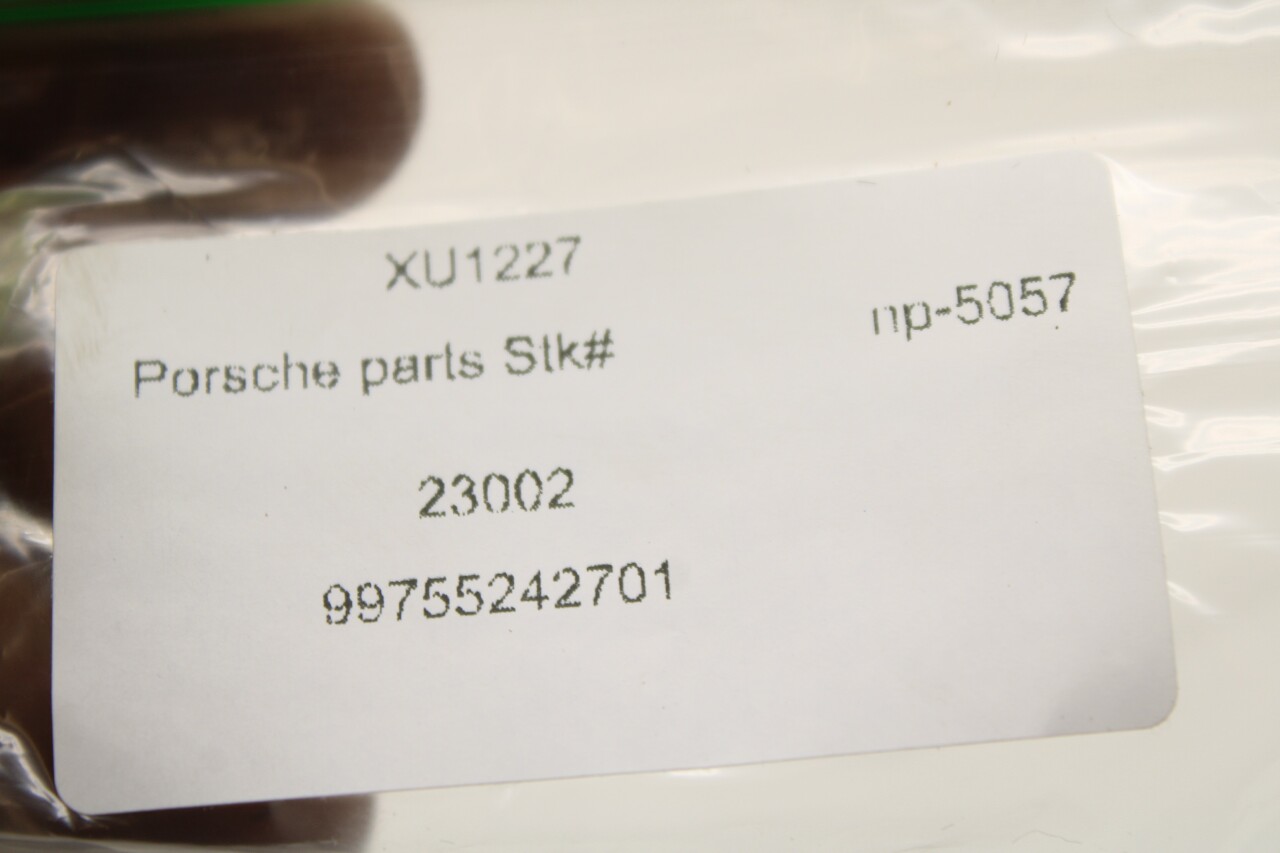 XU1227
np-5057
Porsche parts Stk#
23002
99755242701